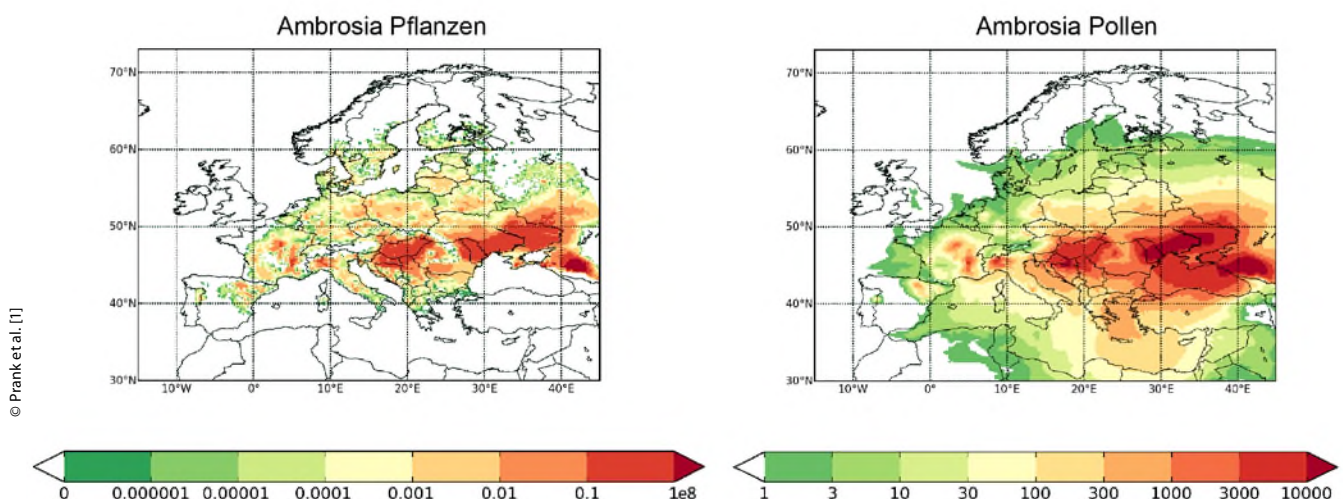 Ambrosia Pflanzen
70°N
60°N
50°N
40°N
30°N
10°W 0° 10°E 20°E 30°E 40°E
0 0.000001 0.00001 0.0001 0.001 0.01 0.1 1e8
Ambrosia Pollen
70°N
60°N
50°N
40°N
30°N
10°W 0° 10°E 20°E 30°E 40°E
1 3 10 30 100 300 1000 3000 10000
© Prank et al. [1]